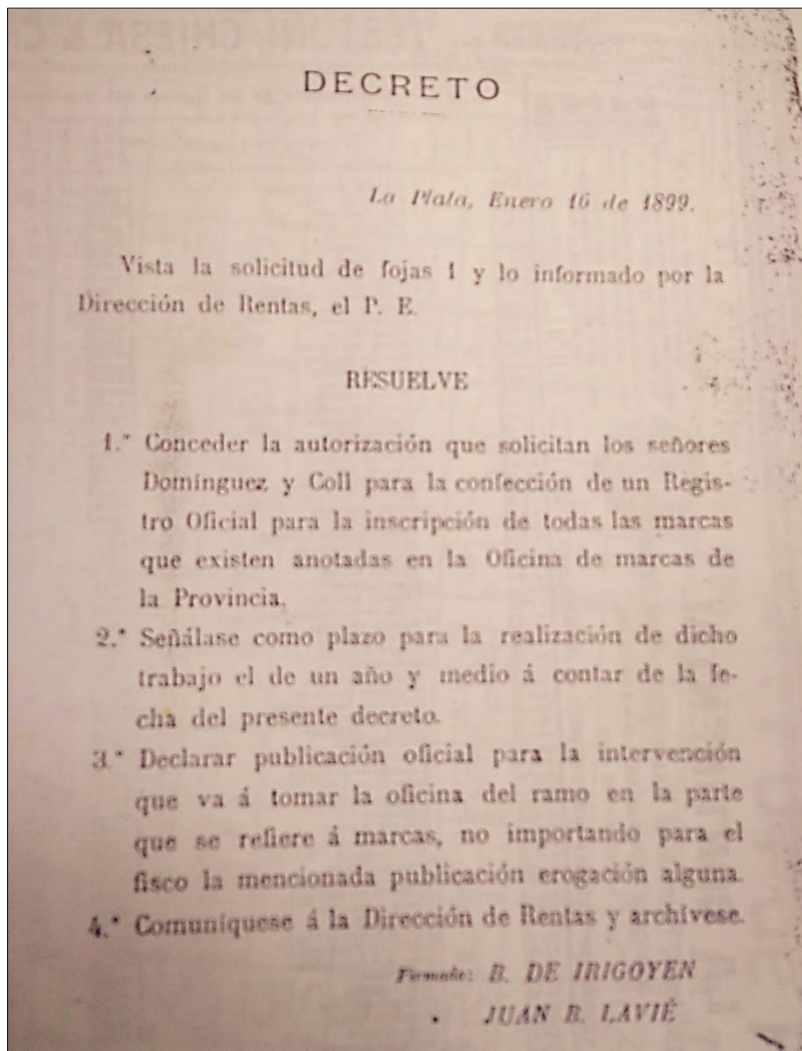 DECRETO
La Plata, Enero 16 de 1899.
Vista la solicitud de fojas 1 y lo informado por la
Dirección de Rentas, el P. E.
RESUELVE
1.° Conceder la autorización que solicitan los señores
Domínguez y Coll para la confección de un Regis-
tro Oficial para la inscripción de todas las marcas
que existen anotadas en la Oficina de marcas de
la Provincia.
2.° Señálase como plazo para la realización de dicho
trabajo el de un año y medio á contar de la fe-
cha del presente decreto.
3.° Declarar publicación oficial para la intervención
que va á tomar la oficina del ramo en la parte
que se refiere á marcas, no importando para el
fisco la mencionada publicación erogación alguna.
4.° Comuníquese á la Dirección de Rentas y archívese.
Firmado: B. DE IRIGOYEN
JUAN B. LAVIÉ